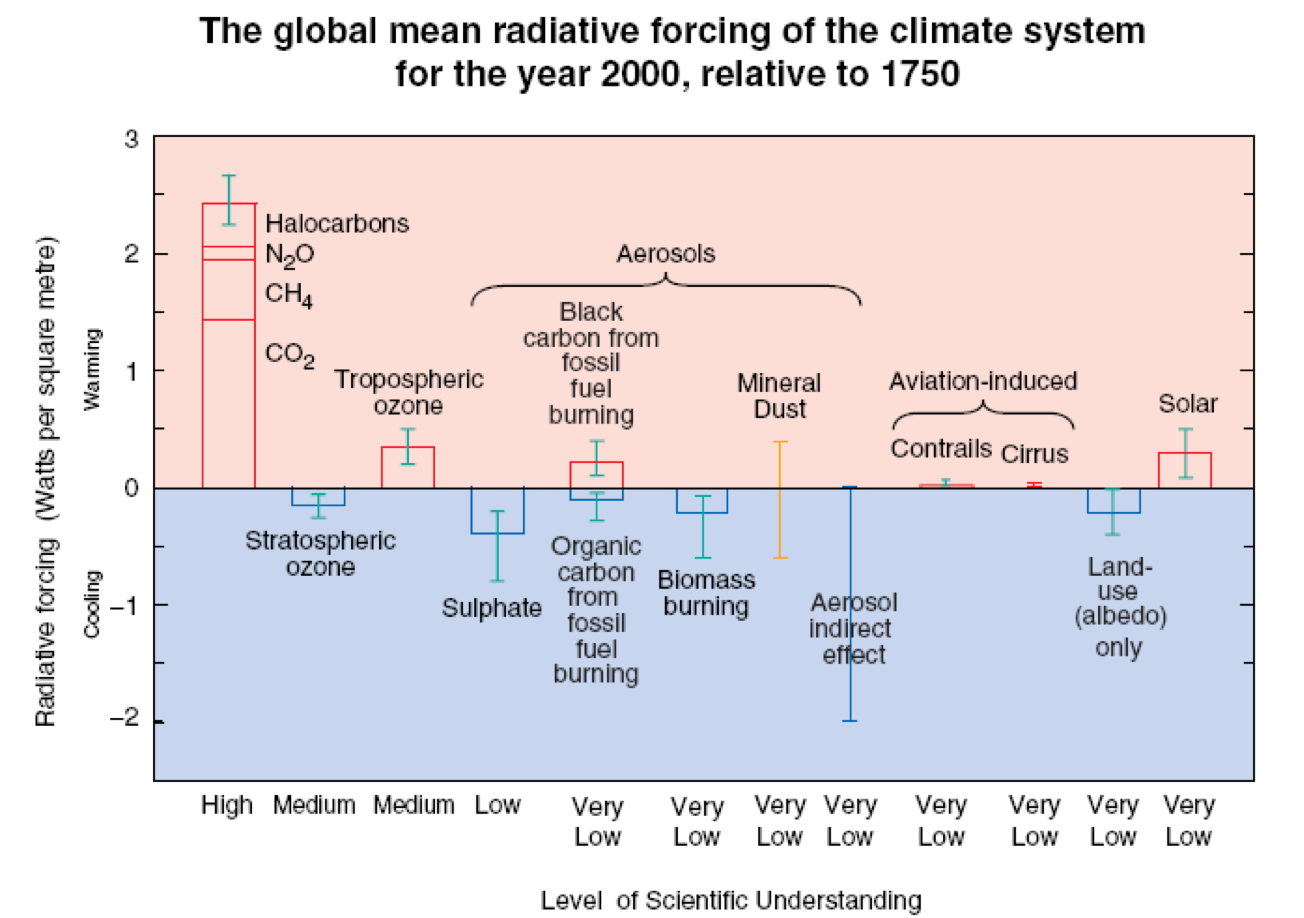 The global mean radiative forcing of the climate system
for the year 2000, relative to 1750
Radiative forcing (Watts per square metre)
Warming
Cooling
3
2
1
0
–1
–2
Halocarbons
N₂O
CH₄
CO₂
Stratospheric
ozone
Tropospheric
ozone
Aerosols
Sulphate
Black
carbon from
fossil
fuel
burning
Organic
carbon
from
fossil
fuel
burning
Biomass
burning
Mineral
Dust
Aerosol
indirect
effect
Aviation-induced
Contrails
Cirrus
Land-
use
(albedo)
only
Solar
High
Medium
Medium
Low
Very
Low
Very
Low
Very
Low
Very
Low
Very
Low
Very
Low
Very
Low
Very
Low
Level of Scientific Understanding